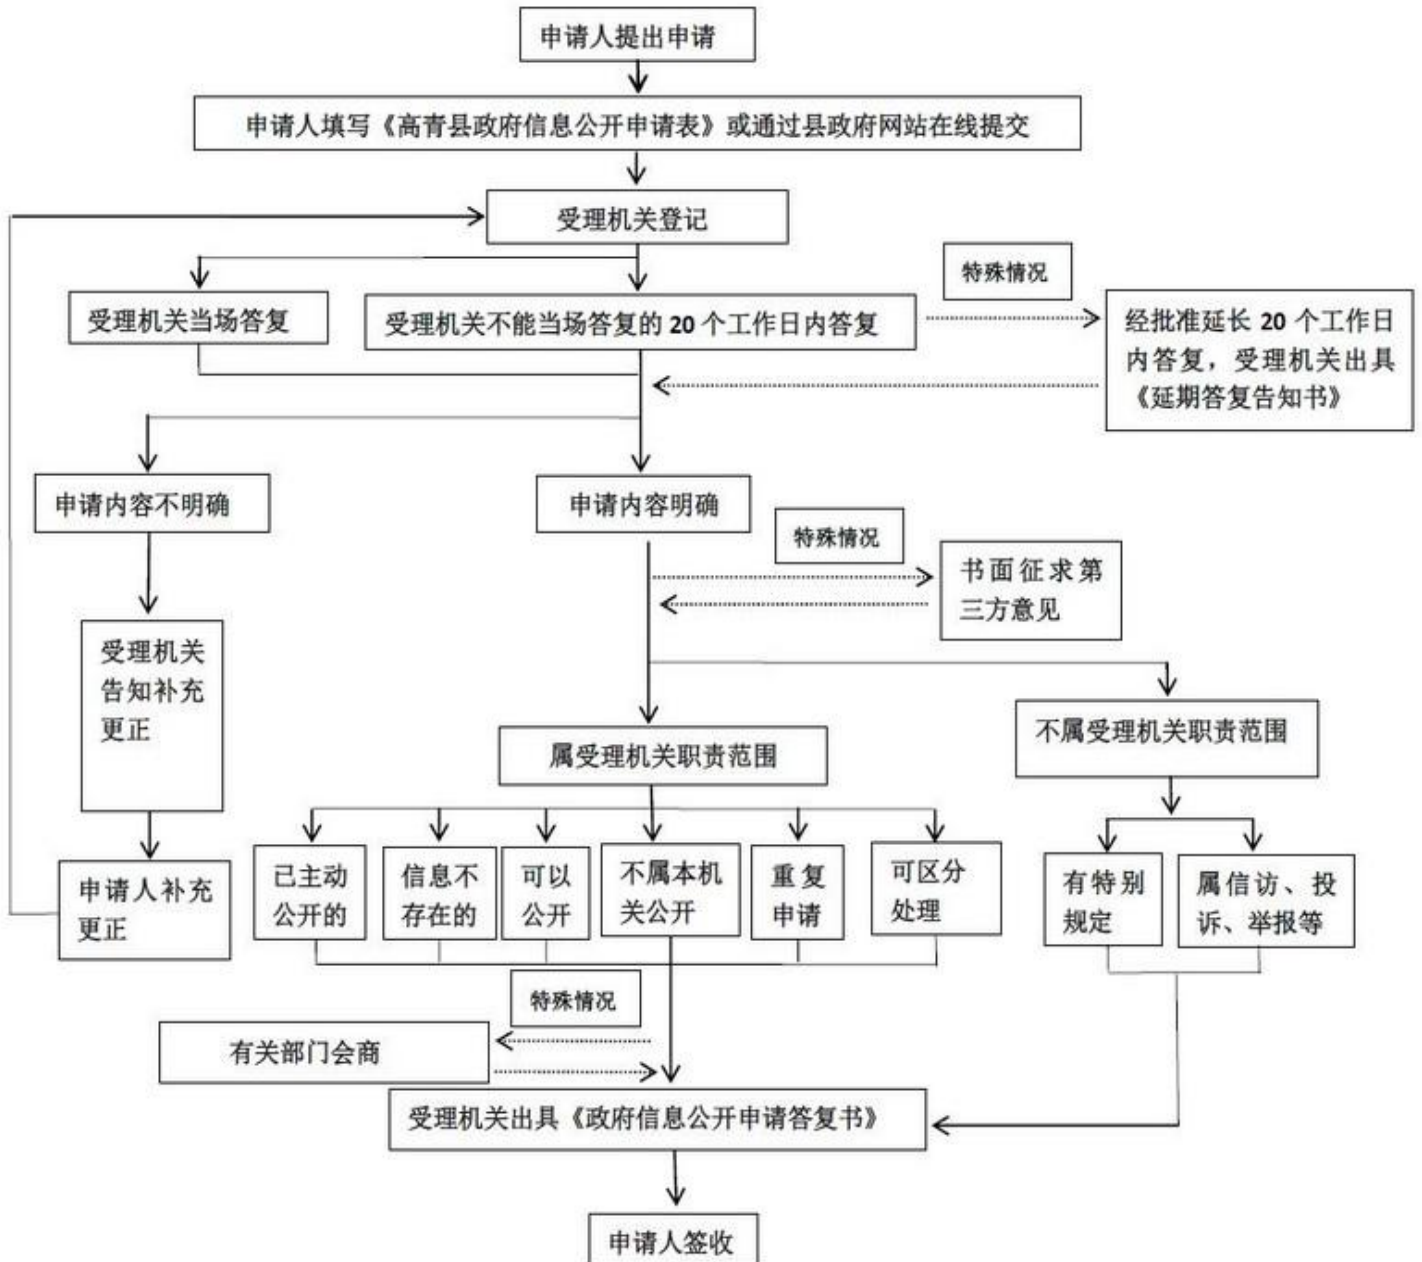 申请人提出申请
申请人填写《高青县政府信息公开申请表》或通过县政府网站在线提交
受理机关登记
特殊情况
受理机关当场答复
受理机关不能当场答复的 20 个工作日内答复
经批准延长 20 个工作日
内答复，受理机关出具
《延期答复告知书》
申请内容不明确
申请内容明确
特殊情况
书面征求第
三方意见
受理机关
告知补充
更正
属受理机关职责范围
不属受理机关职责范围
申请人补充
更正
已主动
公开的
信息不
存在的
可以
公开
不属本机
关公开
重复
申请
可区分
处理
有特别
规定
属信访、投
诉、举报等
特殊情况
有关部门会商
受理机关出具《政府信息公开申请答复书》
申请人签收